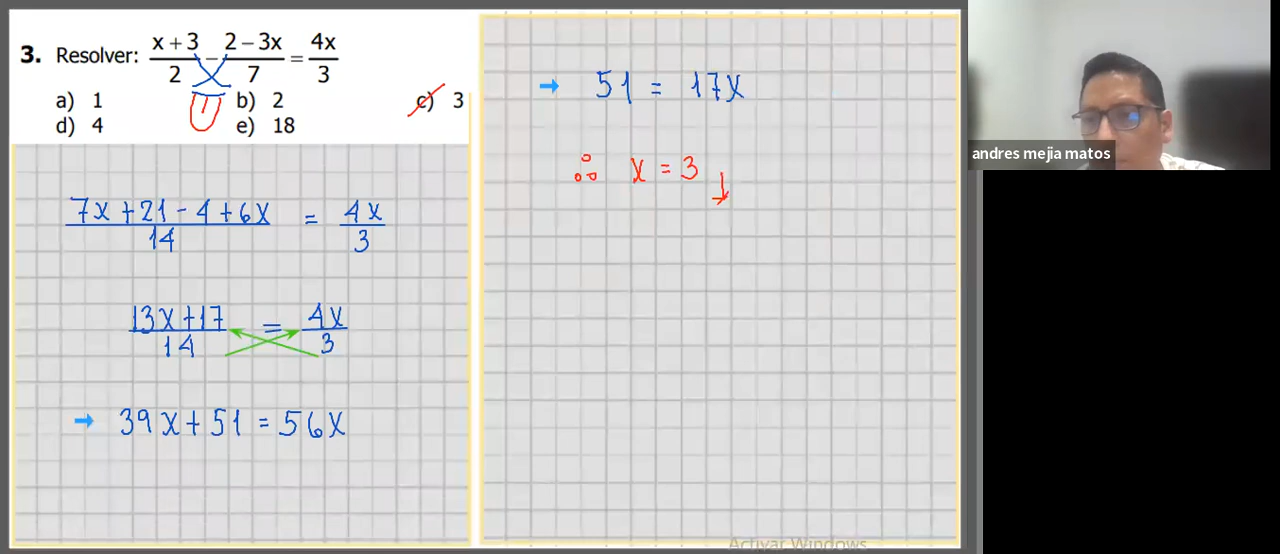 3. Resolver: (x + 3)/2 − (2 − 3x)/7 = 4x/3
a) 1 b) 2 c) 3
d) 4 e) 18
(7x + 21 - 4 + 6x)/14 = 4x/3
(13x + 17)/14 = 4x/3
➡ 39x + 51 = 56x
➡ 51 = 17x
∴ x = 3
andres mejia matos
Activar Windows